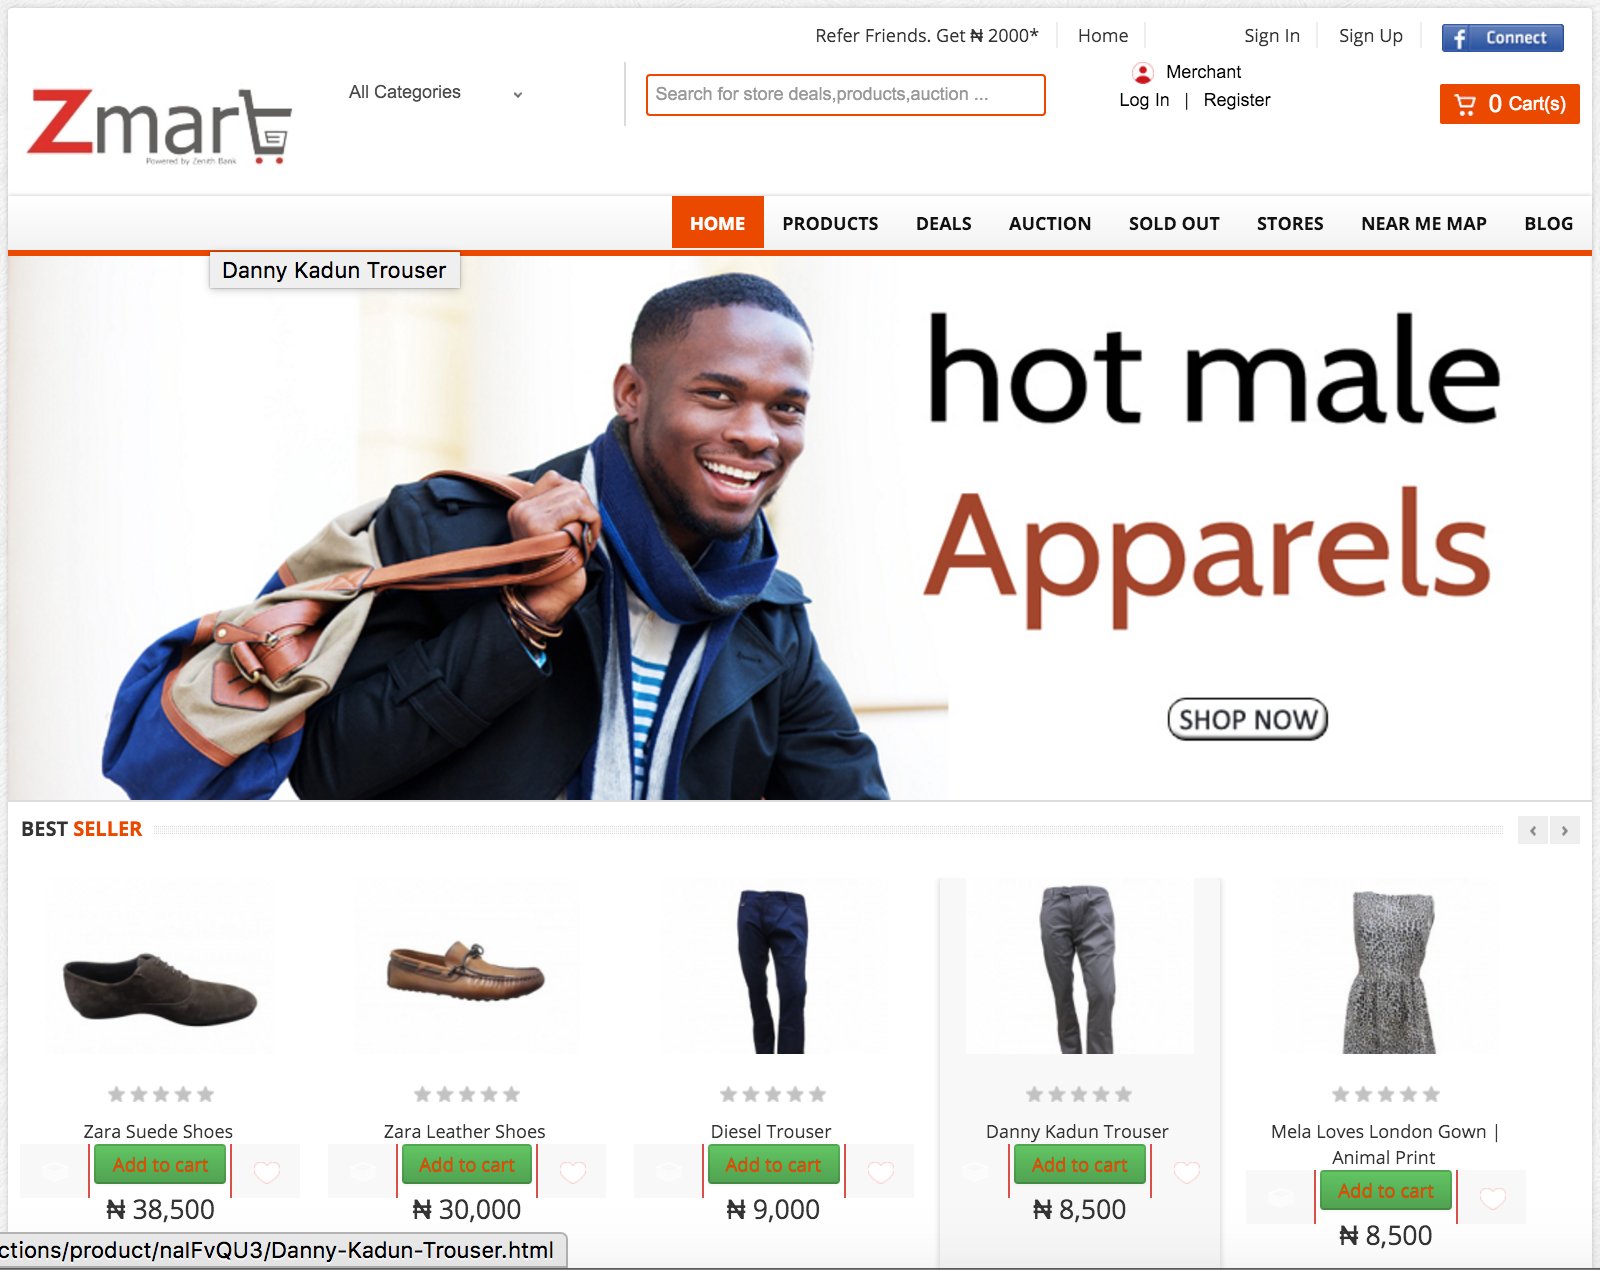 Refer Friends. Get ₦ 2000*
Home
Sign In
Sign Up
f Connect
Zmart
Powered by Zenith Bank
All Categories
Search for store deals,products,auction ...
Merchant
Log In | Register
0 Cart(s)
HOME PRODUCTS DEALS AUCTION SOLD OUT STORES NEAR ME MAP BLOG
Danny Kadun Trouser
hot male
Apparels
SHOP NOW
BEST SELLER
Zara Suede Shoes
Add to cart
₦ 38,500
Zara Leather Shoes
Add to cart
₦ 30,000
Diesel Trouser
Add to cart
₦ 9,000
Danny Kadun Trouser
Add to cart
₦ 8,500
Mela Loves London Gown |
Animal Print
Add to cart
₦ 8,500
ctions/product/nalFvQU3/Danny-Kadun-Trouser.html